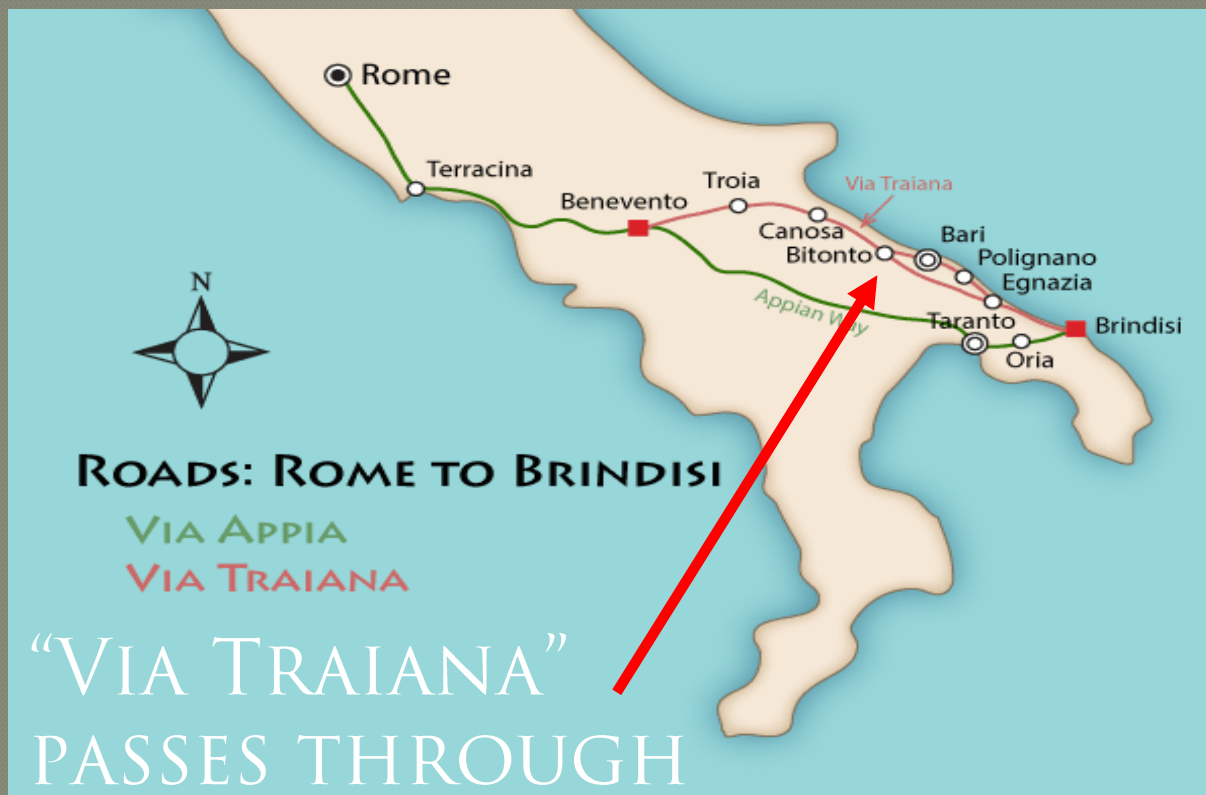 Rome
Terracina
Benevento
Troia
Via Traiana
Canosa
Bitonto
Bari
Polignano
Egnazia
Appian Way
Taranto
Brindisi
Oria
N
ROADS: ROME TO BRINDISI
VIA APPIA
VIA TRAIANA
“VIA TRAIANA”
PASSES THROUGH